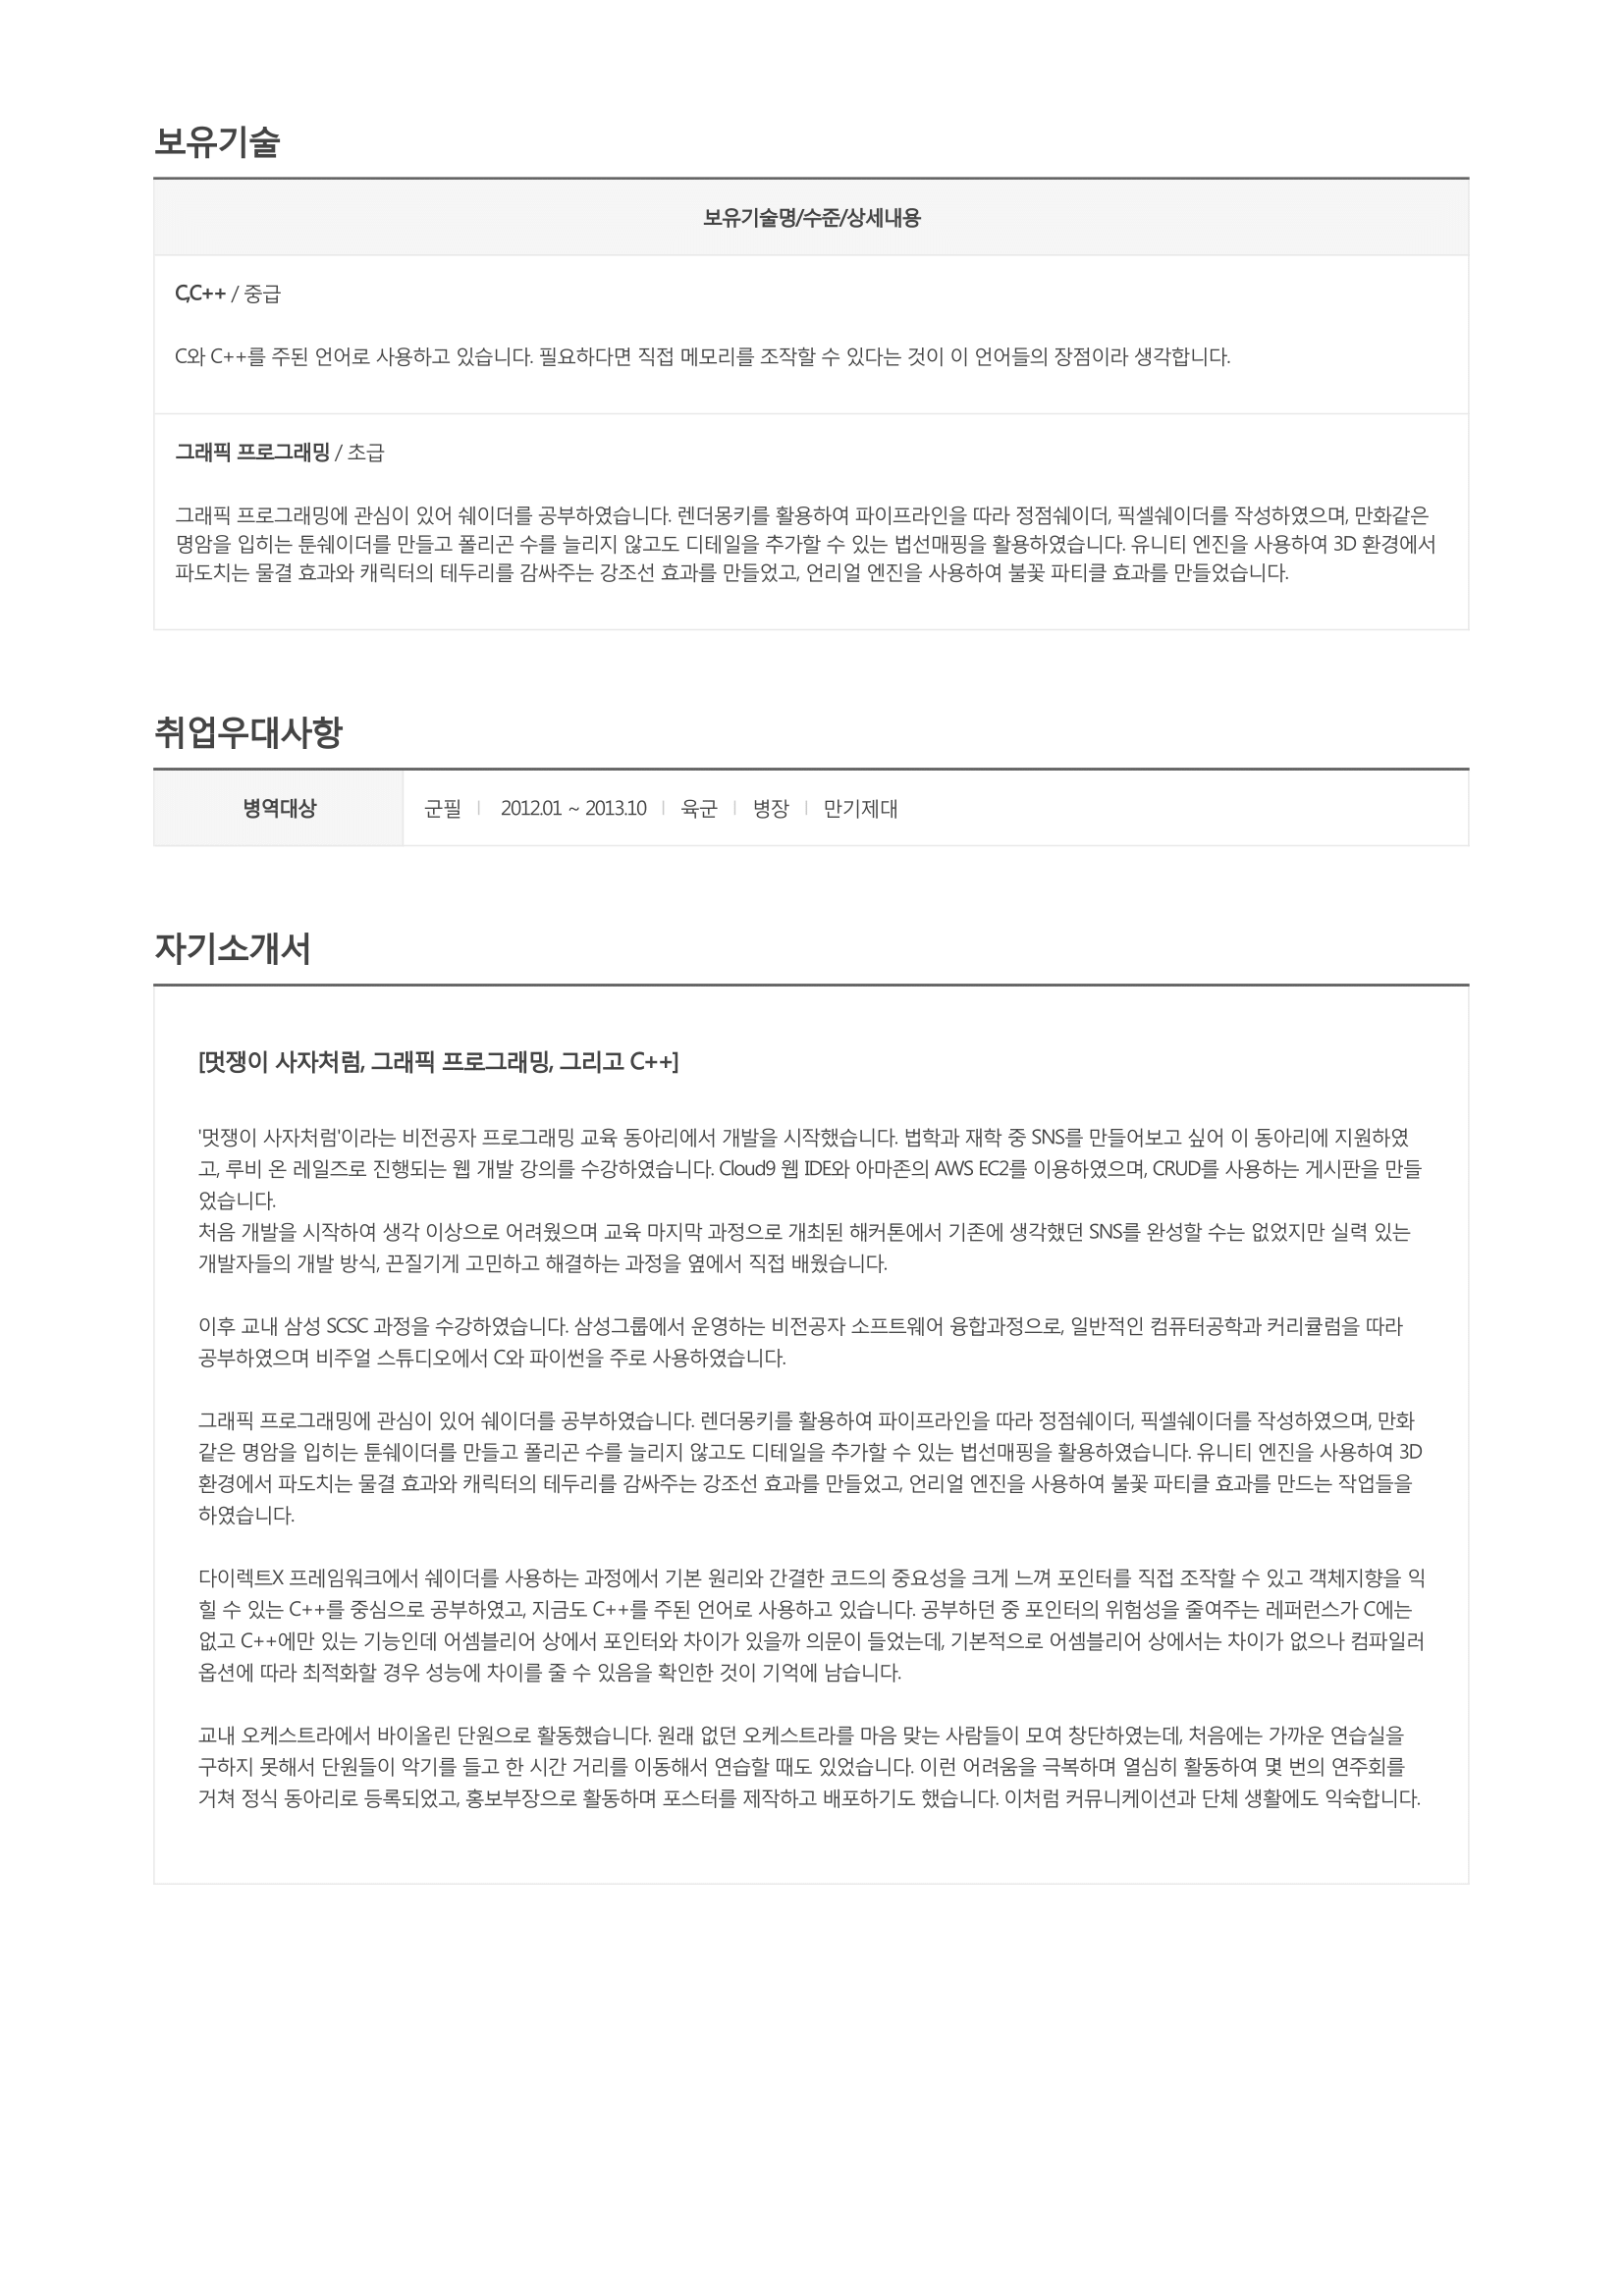 보유기술
보유기술명/수준/상세내용
C,C++ / 중급
C와 C++를 주된 언어로 사용하고 있습니다. 필요하다면 직접 메모리를 조작할 수 있다는 것이 이 언어들의 장점이라 생각합니다.
그래픽 프로그래밍 / 초급
그래픽 프로그래밍에 관심이 있어 쉐이더를 공부하였습니다. 렌더몽키를 활용하여 파이프라인을 따라 정점쉐이더, 픽셀쉐이더를 작성하였으며, 만화같은
명암을 입히는 툰쉐이더를 만들고 폴리곤 수를 늘리지 않고도 디테일을 추가할 수 있는 법선매핑을 활용하였습니다. 유니티 엔진을 사용하여 3D 환경에서
파도치는 물결 효과와 캐릭터의 테두리를 감싸주는 강조선 효과를 만들었고, 언리얼 엔진을 사용하여 불꽃 파티클 효과를 만들었습니다.
취업우대사항
병역대상 군필 | 2012.01 ~ 2013.10 | 육군 | 병장 | 만기제대
자기소개서
[멋쟁이 사자처럼, 그래픽 프로그래밍, 그리고 C++]
'멋쟁이 사자처럼'이라는 비전공자 프로그래밍 교육 동아리에서 개발을 시작했습니다. 법학과 재학 중 SNS를 만들어보고 싶어 이 동아리에 지원하였
고, 루비 온 레일즈로 진행되는 웹 개발 강의를 수강하였습니다. Cloud9 웹 IDE와 아마존의 AWS EC2를 이용하였으며, CRUD를 사용하는 게시판을 만들
었습니다.
처음 개발을 시작하여 생각 이상으로 어려웠으며 교육 마지막 과정으로 개최된 해커톤에서 기존에 생각했던 SNS를 완성할 수는 없었지만 실력 있는
개발자들의 개발 방식, 끈질기게 고민하고 해결하는 과정을 옆에서 직접 배웠습니다.
이후 교내 삼성 SCSC 과정을 수강하였습니다. 삼성그룹에서 운영하는 비전공자 소프트웨어 융합과정으로, 일반적인 컴퓨터공학과 커리큘럼을 따라
공부하였으며 비주얼 스튜디오에서 C와 파이썬을 주로 사용하였습니다.
그래픽 프로그래밍에 관심이 있어 쉐이더를 공부하였습니다. 렌더몽키를 활용하여 파이프라인을 따라 정점쉐이더, 픽셀쉐이더를 작성하였으며, 만화
같은 명암을 입히는 툰쉐이더를 만들고 폴리곤 수를 늘리지 않고도 디테일을 추가할 수 있는 법선매핑을 활용하였습니다. 유니티 엔진을 사용하여 3D
환경에서 파도치는 물결 효과와 캐릭터의 테두리를 감싸주는 강조선 효과를 만들었고, 언리얼 엔진을 사용하여 불꽃 파티클 효과를 만드는 작업들을
하였습니다.
다이렉트X 프레임워크에서 쉐이더를 사용하는 과정에서 기본 원리와 간결한 코드의 중요성을 크게 느껴 포인터를 직접 조작할 수 있고 객체지향을 익
힐 수 있는 C++를 중심으로 공부하였고, 지금도 C++를 주된 언어로 사용하고 있습니다. 공부하던 중 포인터의 위험성을 줄여주는 레퍼런스가 C에는
없고 C++에만 있는 기능인데 어셈블리어 상에서 포인터와 차이가 있을까 의문이 들었는데, 기본적으로 어셈블리어 상에서는 차이가 없으나 컴파일러
옵션에 따라 최적화할 경우 성능에 차이를 줄 수 있음을 확인한 것이 기억에 남습니다.
교내 오케스트라에서 바이올린 단원으로 활동했습니다. 원래 없던 오케스트라를 마음 맞는 사람들이 모여 창단하였는데, 처음에는 가까운 연습실을
구하지 못해서 단원들이 악기를 들고 한 시간 거리를 이동해서 연습할 때도 있었습니다. 이런 어려움을 극복하며 열심히 활동하여 몇 번의 연주회를
거쳐 정식 동아리로 등록되었고, 홍보부장으로 활동하며 포스터를 제작하고 배포하기도 했습니다. 이처럼 커뮤니케이션과 단체 생활에도 익숙합니다.